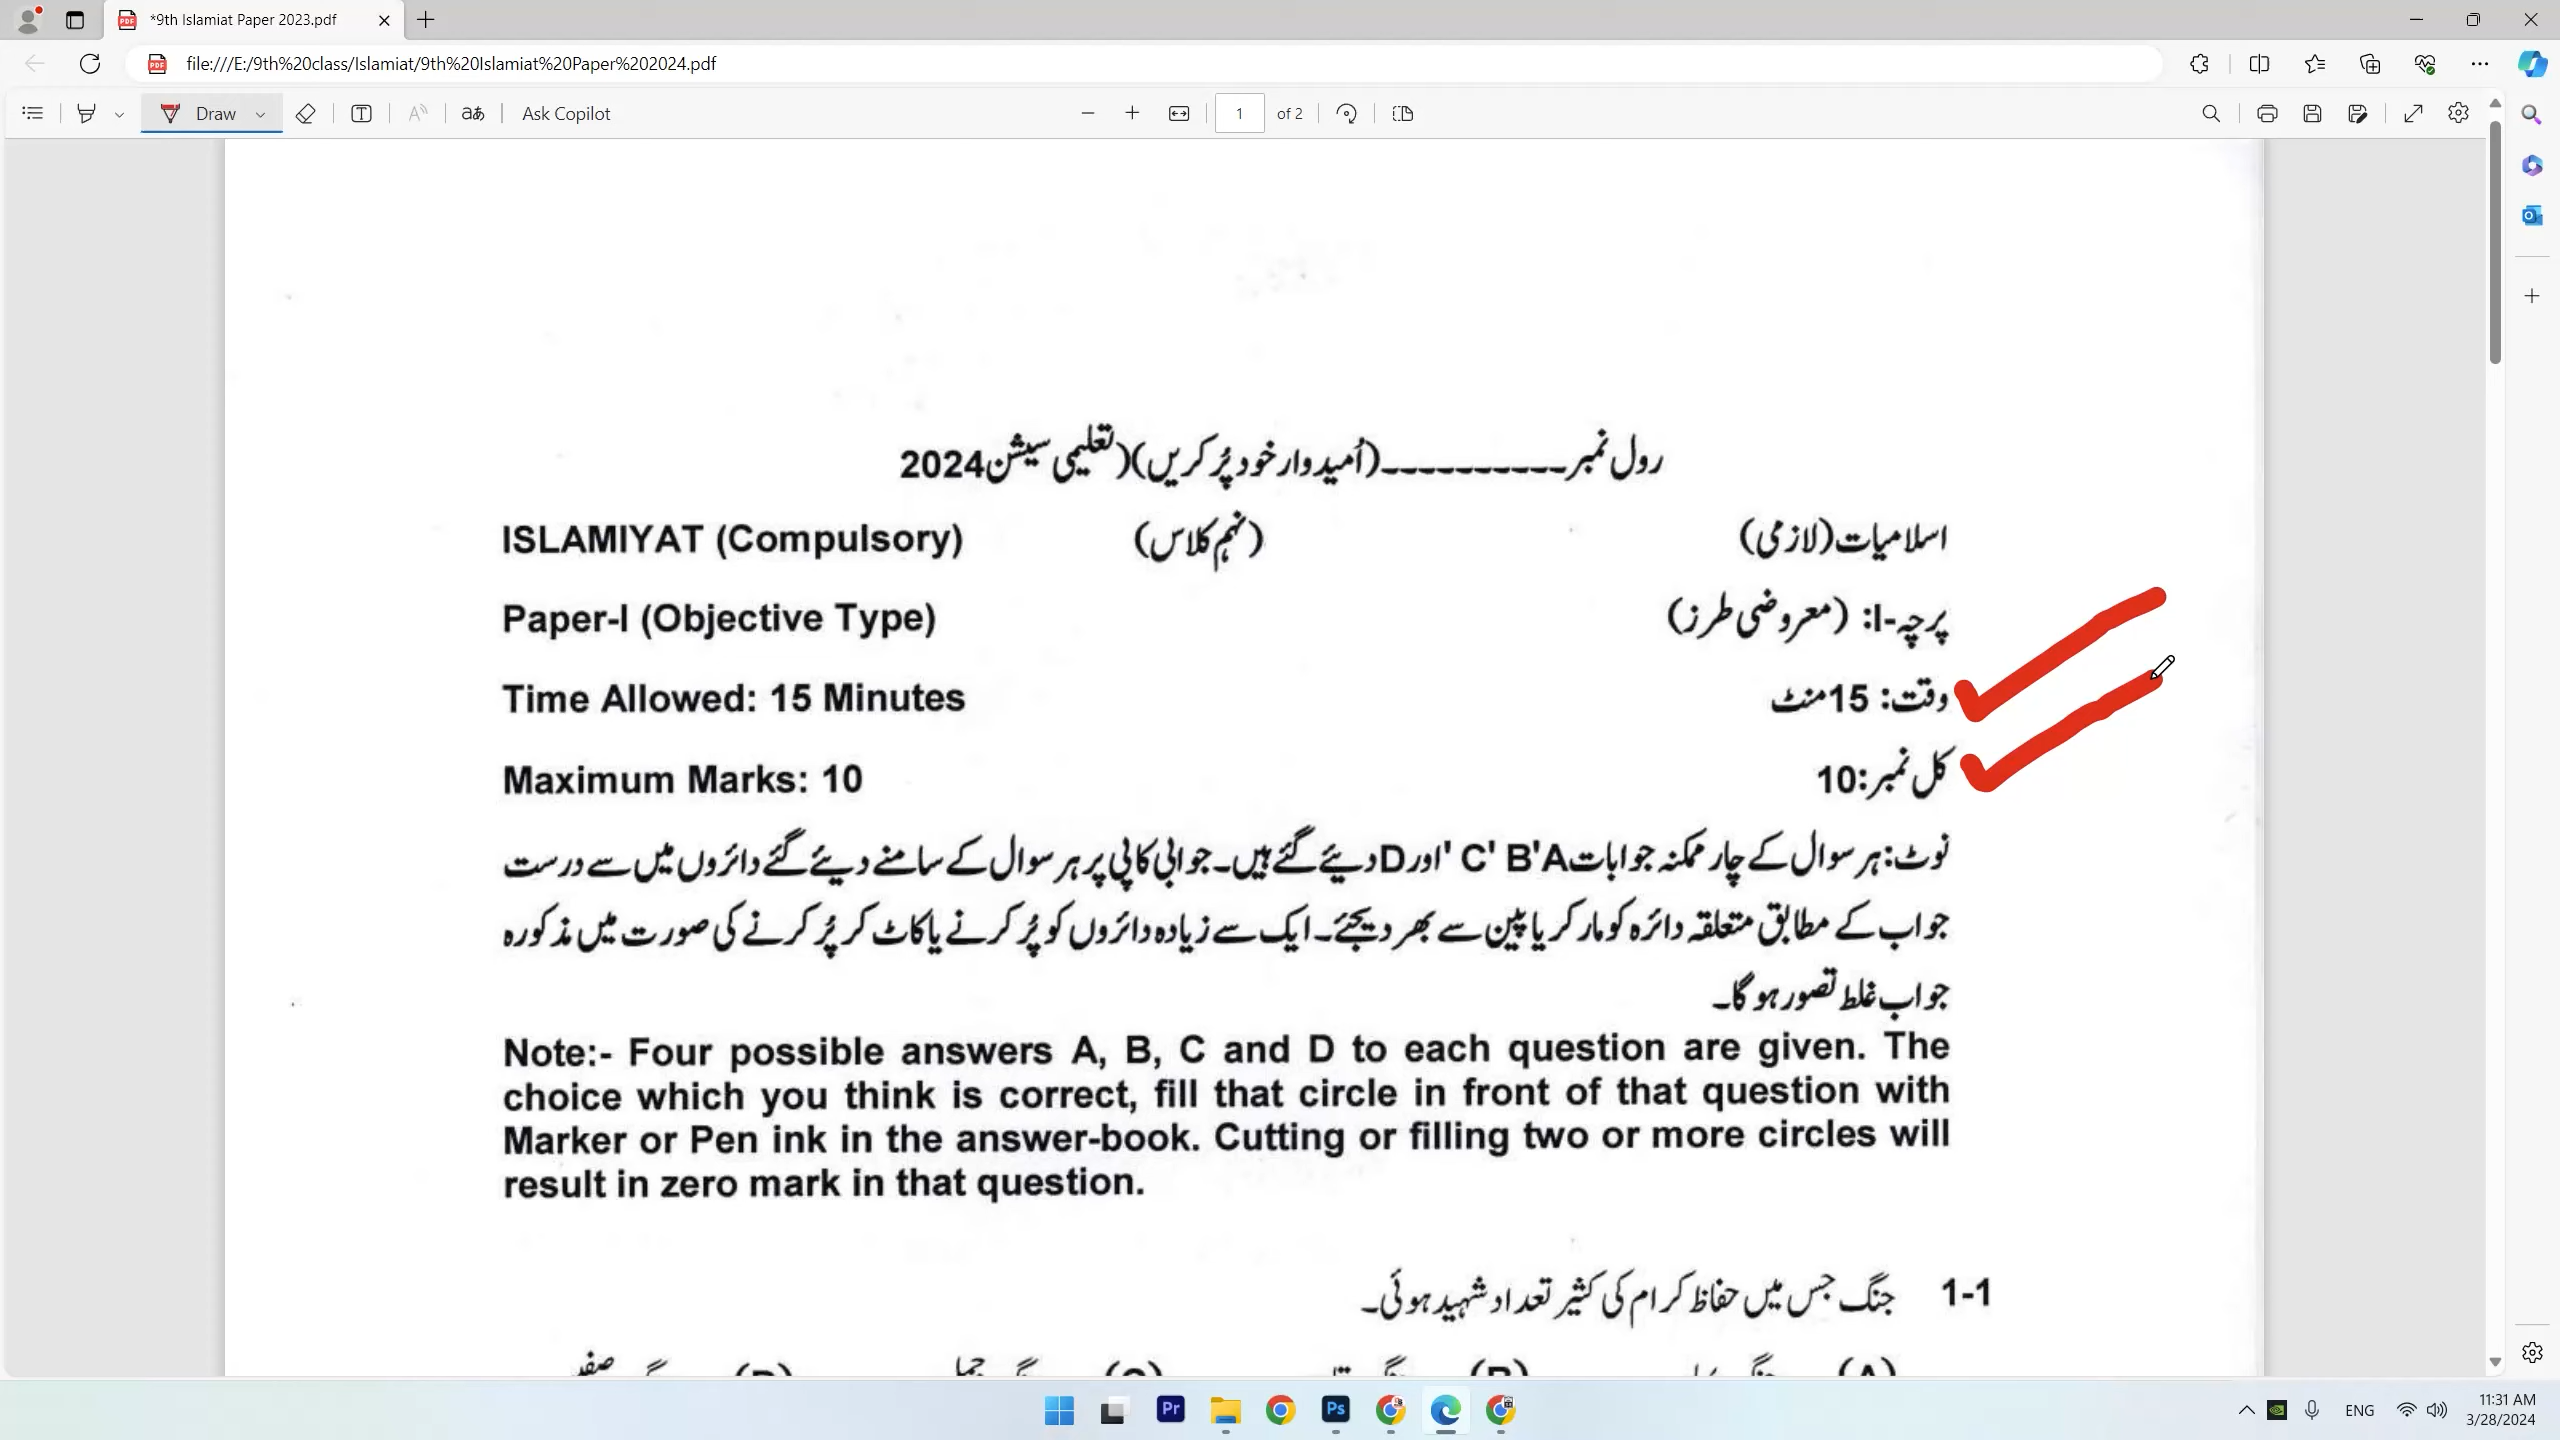 *9th Islamiat Paper 2023.pdf
file:///E:/9th%20class/Islamiat/9th%20Islamiat%20Paper%202024.pdf
Draw
aあ
Ask Copilot
1 of 2
رول نمبر ---------- (اُمیدوار خود پُر کریں) (تعلیمی سیشن 2024
ISLAMIYAT (Compulsory) (نہم کلاس) اسلامیات (لازمی)
Paper-I (Objective Type) پرچہ-I: (معروضی طرز)
Time Allowed: 15 Minutes وقت: 15 منٹ
Maximum Marks: 10 کل نمبر: 10
نوٹ: ہر سوال کے چار ممکنہ جوابات A'B 'C' اور D دیئے گئے ہیں۔ جوابی کاپی پر ہر سوال کے سامنے دیئے گئے دائروں میں سے درست
جواب کے مطابق متعلقہ دائرہ کو مارکر یا پین سے بھر دیجئے۔ ایک سے زیادہ دائروں کو پُر کرنے یا کاٹ کر پُر کرنے کی صورت میں مذکورہ
جواب غلط تصور ہو گا۔
Note:- Four possible answers A, B, C and D to each question are given. The
choice which you think is correct, fill that circle in front of that question with
Marker or Pen ink in the answer-book. Cutting or filling two or more circles will
result in zero mark in that question.
1-1 جنگ جس میں حفاظ کرام کی کثیر تعداد شہید ہوئی۔
ENG
11:31 AM
3/28/2024